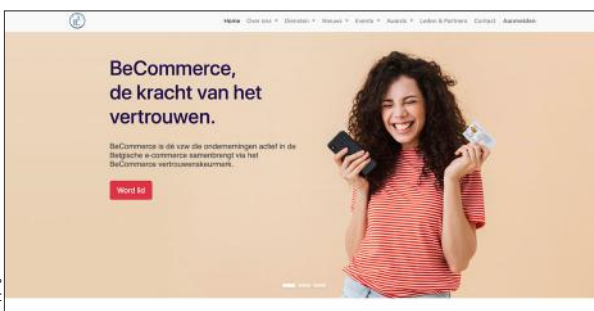 Home Over ons Diensten Nieuws Events Awards Leden & Partners Contact Aanmelden
BeCommerce,
de kracht van het
vertrouwen.
BeCommerce is dé vzw die ondernemingen actief in de
Belgische e-commerce samenbrengt via het
BeCommerce vertrouwenskeurmerk.
Word lid